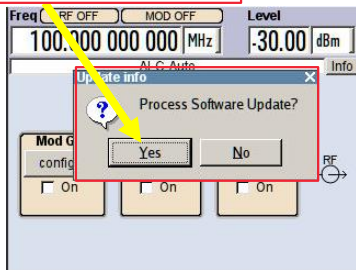 Freq RF OFF MOD OFF Level
100.000 000 000 MHz -30.00 dBm
ALC-Auto Info
Update info X
? Process Software Update?
Yes No
Mod G
config
RF
On On On